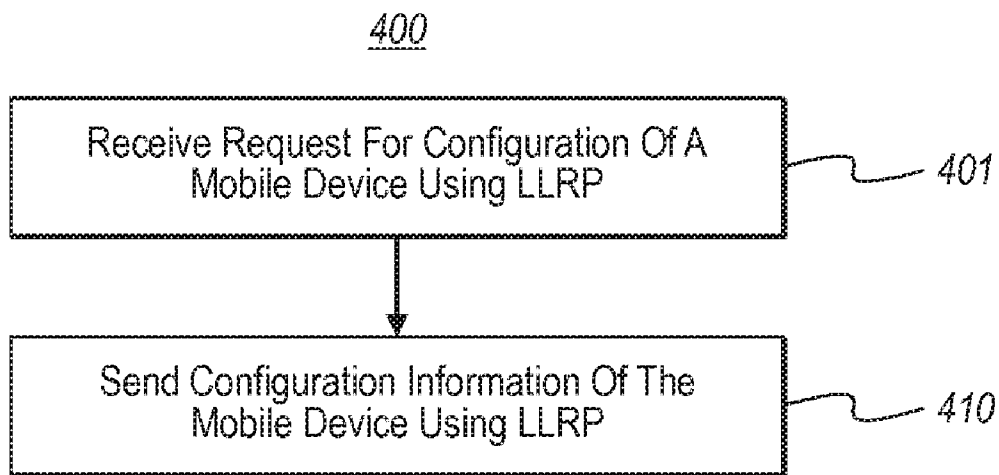 400
Receive Request For Configuration Of A
Mobile Device Using LLRP
401
Send Configuration Information Of The
Mobile Device Using LLRP
410